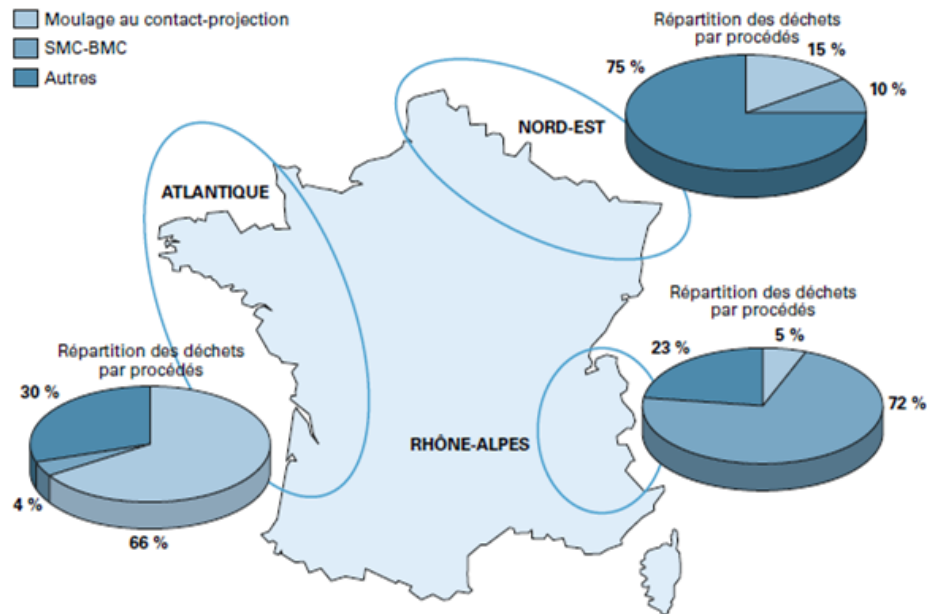 Moulage au contact-projection
SMC-BMC
Autres
Répartition des déchets
par procédés
15 %
75 %
10 %
NORD-EST
ATLANTIQUE
Répartition des déchets
par procédés
5 %
23 %
72 %
Répartition des déchets
par procédés
30 %
RHÔNE-ALPES
4 %
66 %